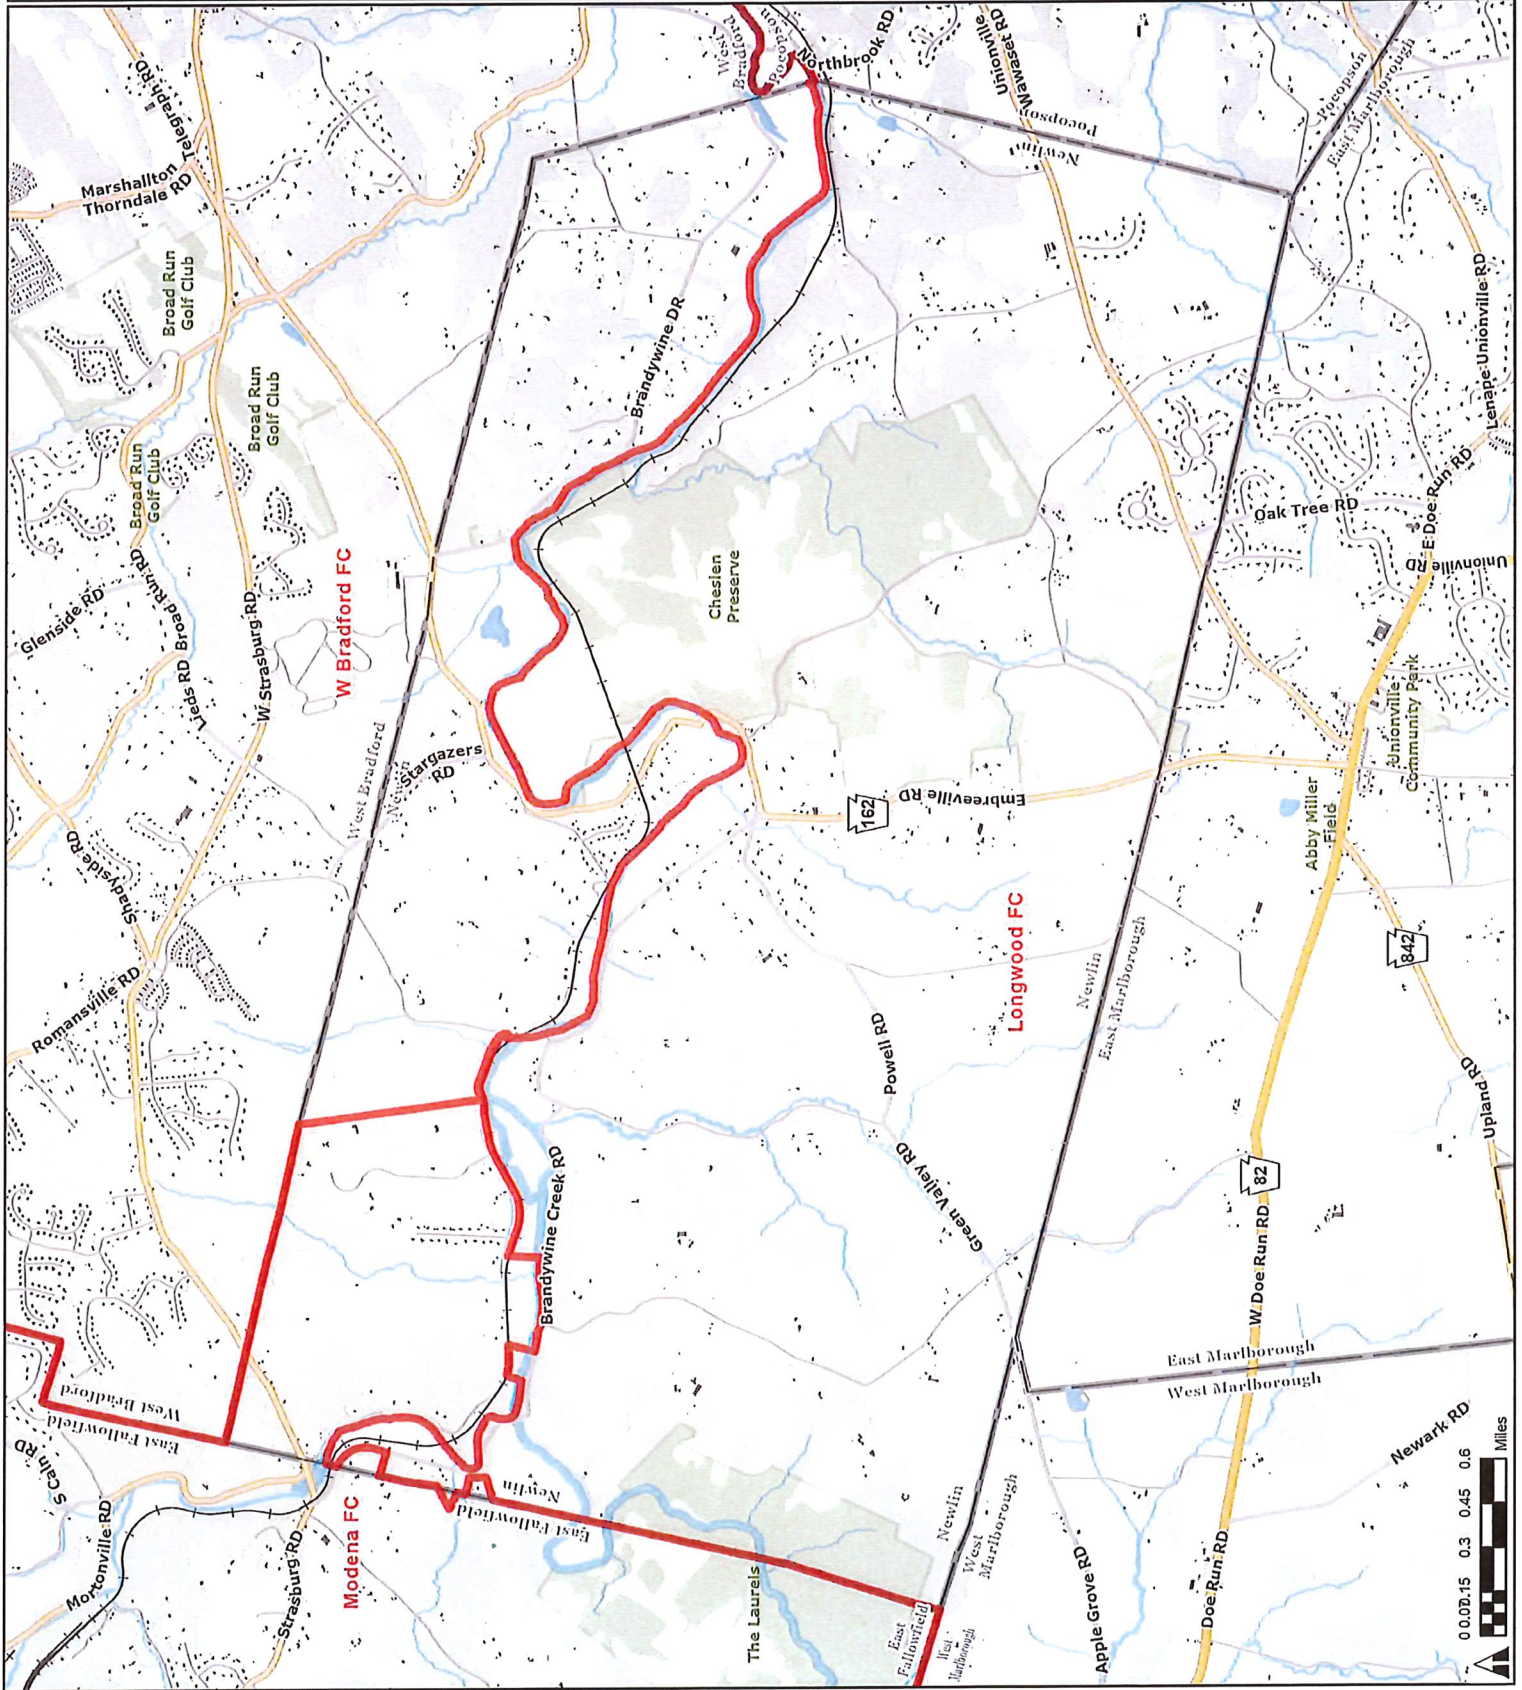 Telegraph RD
Marshallton
Thorndale RD
Broad Run
Golf Club
Broad Run
Golf Club
Broad Run
Golf Club
Glenside RD
Broad Run RD
Leeds RD
W Strasburg RD
Shadyside RD
Romansville RD
W Bradford FC
West Bradford
Newlin
Stargazers
RD
West
Bradford
Pocopson
Northbrook RD
Unionville
Wawaset RD
Pocopson
Newlin
Pocopson
East Marlborough
Brandywine DR
Cheslen
Preserve
162
Embreeville RD
Longwood FC
Newlin
East Marlborough
Powell RD
Green Valley RD
Brandywine Creek RD
Oak Tree RD
E Doe Run RD
Lenape-Unionville RD
Unionville RD
Unionville
Community Park
Abby Miller
Field
842
Upland RD
82
W Doe Run RD
East Marlborough
West Marlborough
Newark RD
Doe Run RD
Apple Grove RD
Newlin
West
Marlborough
East
Fallowfield
West
Marlborough
The Laurels
Newlin
East Fallowfield
West Bradford
East Fallowfield
S Caln RD
Mortonville RD
Strasburg RD
Modena FC
0 0.075 0.15 0.3 0.45 0.6
Miles